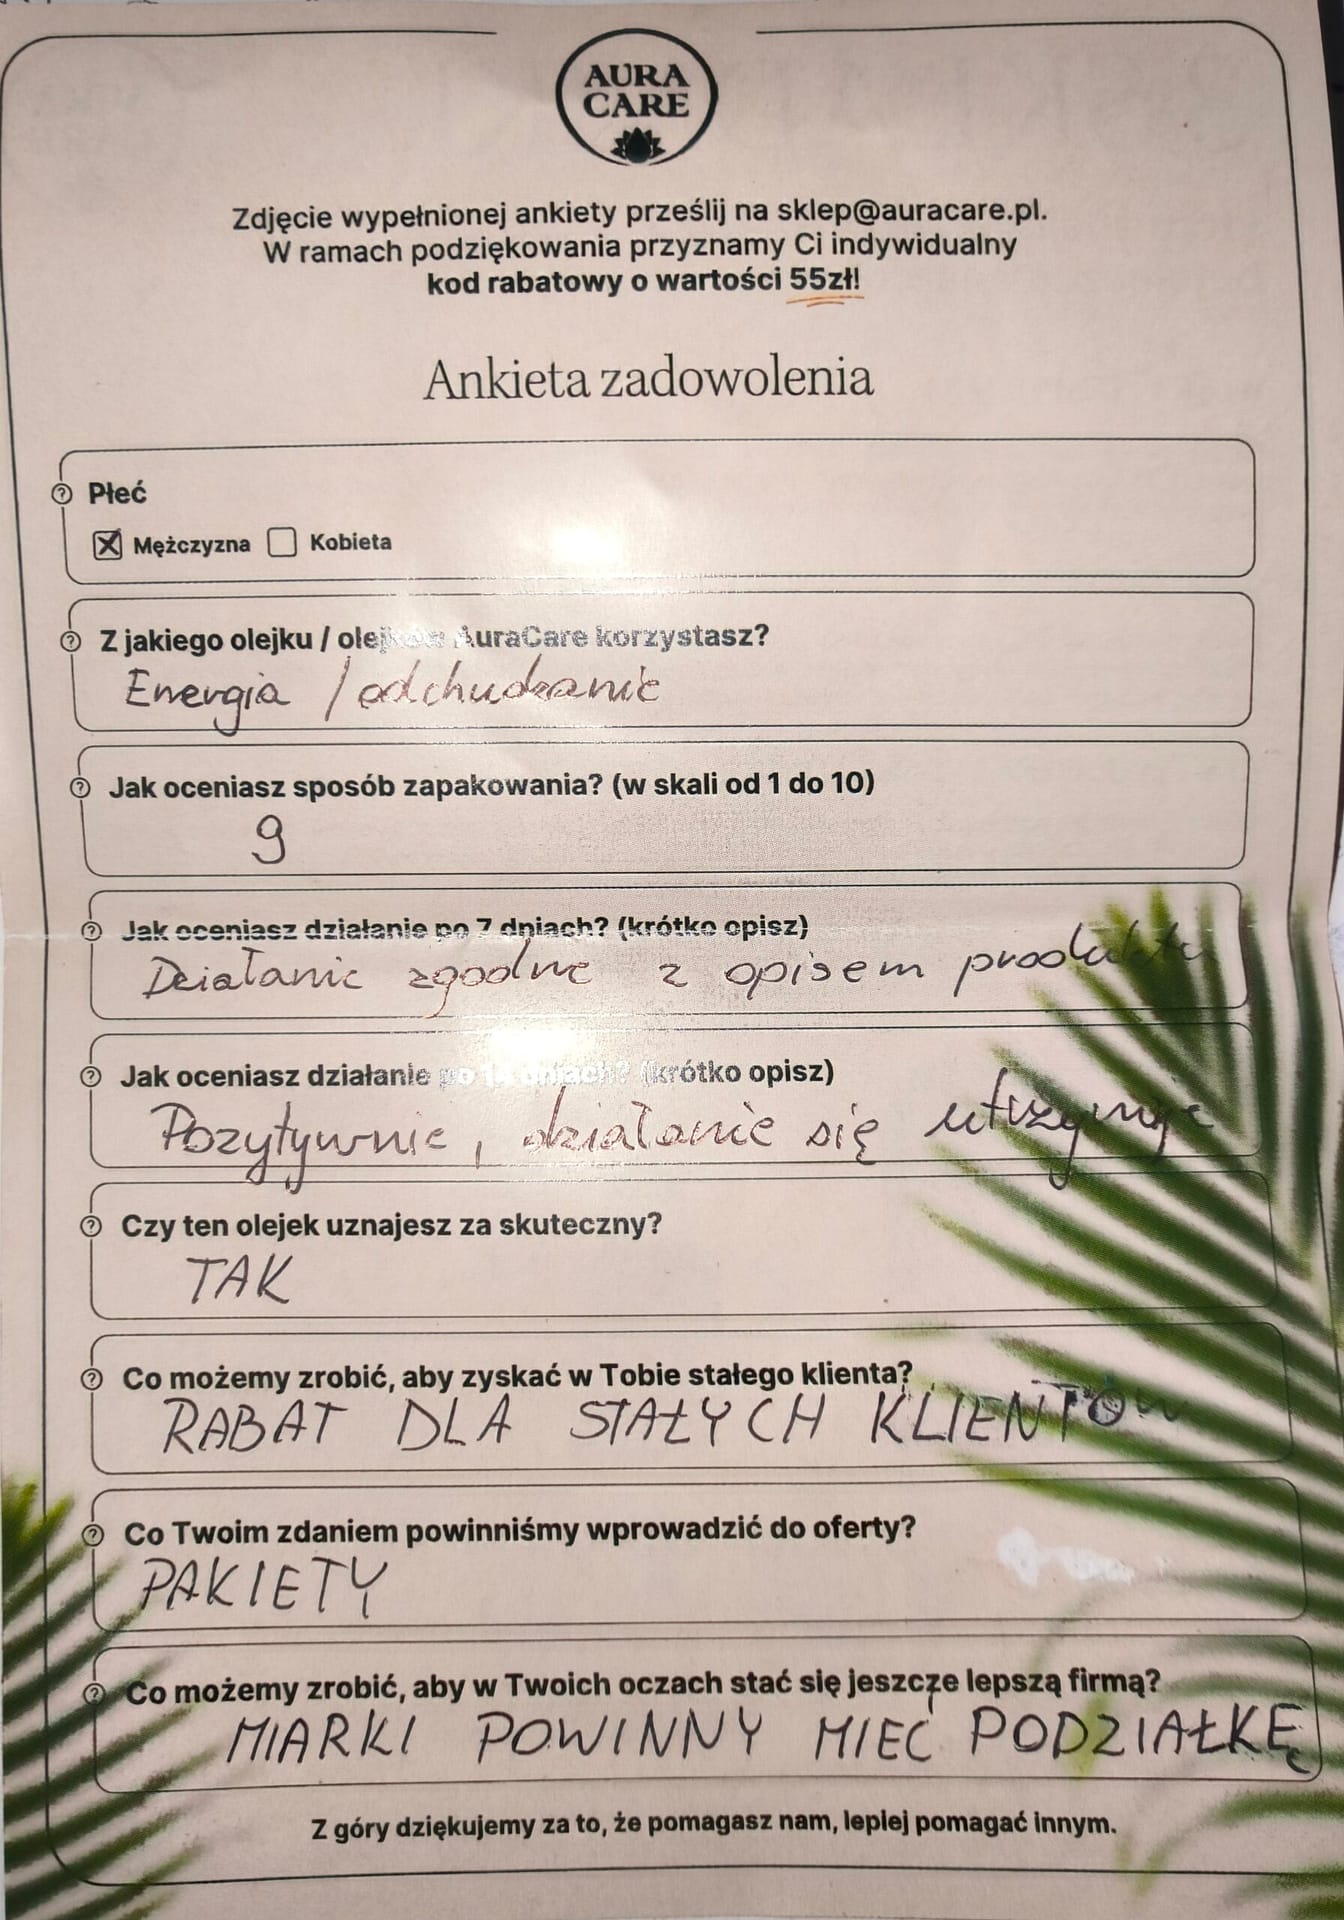 AURA
CARE
Zdjęcie wypełnionej ankiety prześlij na sklep@auracare.pl.
W ramach podziękowania przyznamy Ci indywidualny
kod rabatowy o wartości 55zł!
Ankieta zadowolenia
Płeć
Mężczyzna Kobieta
Z jakiego olejku / olejków AuraCare korzystasz?
Energia / odchudzanie
Jak oceniasz sposób zapakowania? (w skali od 1 do 10)
9
Jak oceniasz działanie po 7 dniach? (krótko opisz)
Działanie zgodne z opisem produktu
Jak oceniasz działanie po 14 dniach? (krótko opisz)
Pozytywnie, działanie się utrzymuje
Czy ten olejek uznajesz za skuteczny?
TAK
Co możemy zrobić, aby zyskać w Tobie stałego klienta?
RABAT DLA STAŁYCH KLIENTÓW
Co Twoim zdaniem powinniśmy wprowadzić do oferty?
PAKIETY
Co możemy zrobić, aby w Twoich oczach stać się jeszcze lepszą firmą?
MIARKI POWINNY MIEĆ PODZIAŁKĘ
Z góry dziękujemy za to, że pomagasz nam, lepiej pomagać innym.